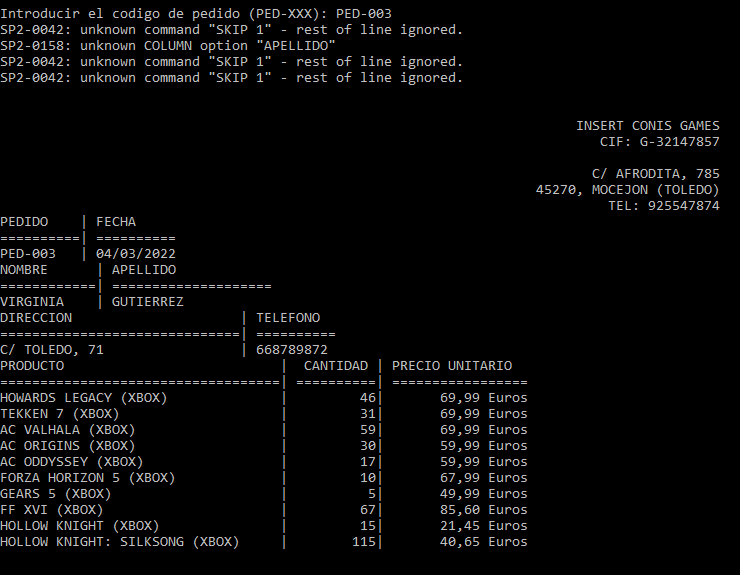 Introducir el codigo de pedido (PED-XXX): PED-003
SP2-0042: unknown command "SKIP 1" - rest of line ignored.
SP2-0158: unknown COLUMN option "APELLIDO"
SP2-0042: unknown command "SKIP 1" - rest of line ignored.
SP2-0042: unknown command "SKIP 1" - rest of line ignored.
INSERT CONIS GAMES
CIF: G-32147857
C/ AFRODITA, 785
45270, MOCEJON (TOLEDO)
TEL: 925547874
PEDIDO    | FECHA
==========| ==========
PED-003   | 04/03/2022
NOMBRE      | APELLIDO
============| ====================
VIRGINIA    | GUTIERREZ
DIRECCION                     | TELEFONO
==============================| ==========
C/ TOLEDO, 71                 | 668789872
PRODUCTO                           |  CANTIDAD | PRECIO UNITARIO
===================================| ==========| =================
HOWARDS LEGACY (XBOX)              |         46|       69,99 Euros
TEKKEN 7 (XBOX)                    |         31|       69,99 Euros
AC VALHALA (XBOX)                  |         59|       69,99 Euros
AC ORIGINS (XBOX)                  |         30|       59,99 Euros
AC ODDYSSEY (XBOX)                 |         17|       59,99 Euros
FORZA HORIZON 5 (XBOX)             |         10|       67,99 Euros
GEARS 5 (XBOX)                     |          5|       49,99 Euros
FF XVI (XBOX)                      |         67|       85,60 Euros
HOLLOW KNIGHT (XBOX)               |         15|       21,45 Euros
HOLLOW KNIGHT: SILKSONG (XBOX)     |        115|       40,65 Euros